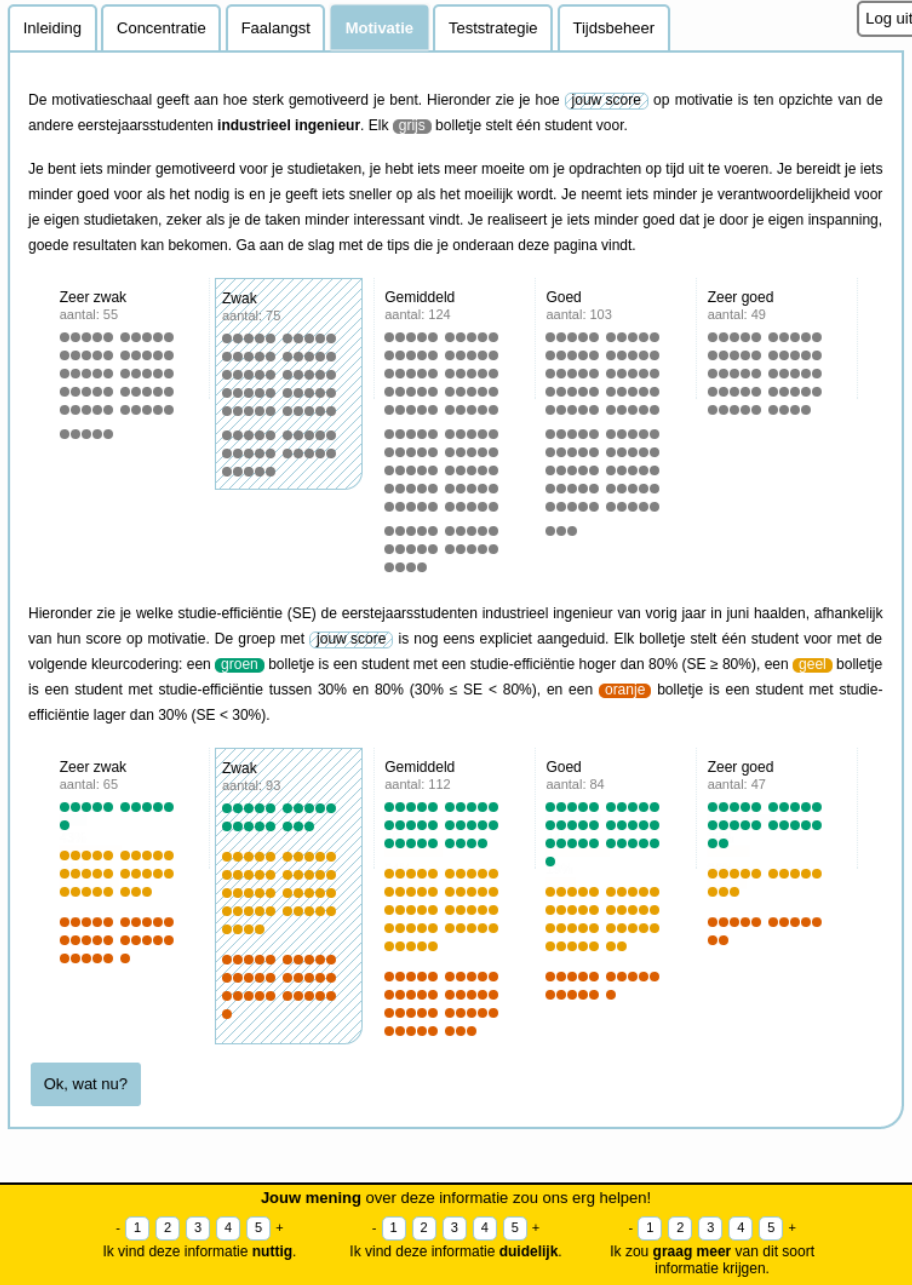 Inleiding Concentratie Faalangst Motivatie Teststrategie Tijdsbeheer Log uit
De motivatieschaal geeft aan hoe sterk gemotiveerd je bent. Hieronder zie je hoe jouw score op motivatie is ten opzichte van de
andere eerstejaarsstudenten industrieel ingenieur. Elk grijs bolletje stelt één student voor.
Je bent iets minder gemotiveerd voor je studietaken, je hebt iets meer moeite om je opdrachten op tijd uit te voeren. Je bereidt je iets
minder goed voor als het nodig is en je geeft iets sneller op als het moeilijk wordt. Je neemt iets minder je verantwoordelijkheid voor
je eigen studietaken, zeker als je de taken minder interessant vindt. Je realiseert je iets minder goed dat je door je eigen inspanning,
goede resultaten kan bekomen. Ga aan de slag met de tips die je onderaan deze pagina vindt.
Zeer zwak Zwak Gemiddeld Goed Zeer goed
aantal: 55 aantal: 75 aantal: 124 aantal: 103 aantal: 49
Hieronder zie je welke studie-efficiëntie (SE) de eerstejaarsstudenten industrieel ingenieur van vorig jaar in juni haalden, afhankelijk
van hun score op motivatie. De groep met jouw score is nog eens expliciet aangeduid. Elk bolletje stelt één student voor met de
volgende kleurcodering: een groen bolletje is een student met een studie-efficiëntie hoger dan 80% (SE ≥ 80%), een geel bolletje
is een student met studie-efficiëntie tussen 30% en 80% (30% ≤ SE < 80%), en een oranje bolletje is een student met studie-
efficiëntie lager dan 30% (SE < 30%).
Zeer zwak Zwak Gemiddeld Goed Zeer goed
aantal: 65 aantal: 93 aantal: 112 aantal: 84 aantal: 47
Ok, wat nu?
Jouw mening over deze informatie zou ons erg helpen!
- 1 2 3 4 5 + - 1 2 3 4 5 + - 1 2 3 4 5 +
Ik vind deze informatie nuttig. Ik vind deze informatie duidelijk. Ik zou graag meer van dit soort
informatie krijgen.